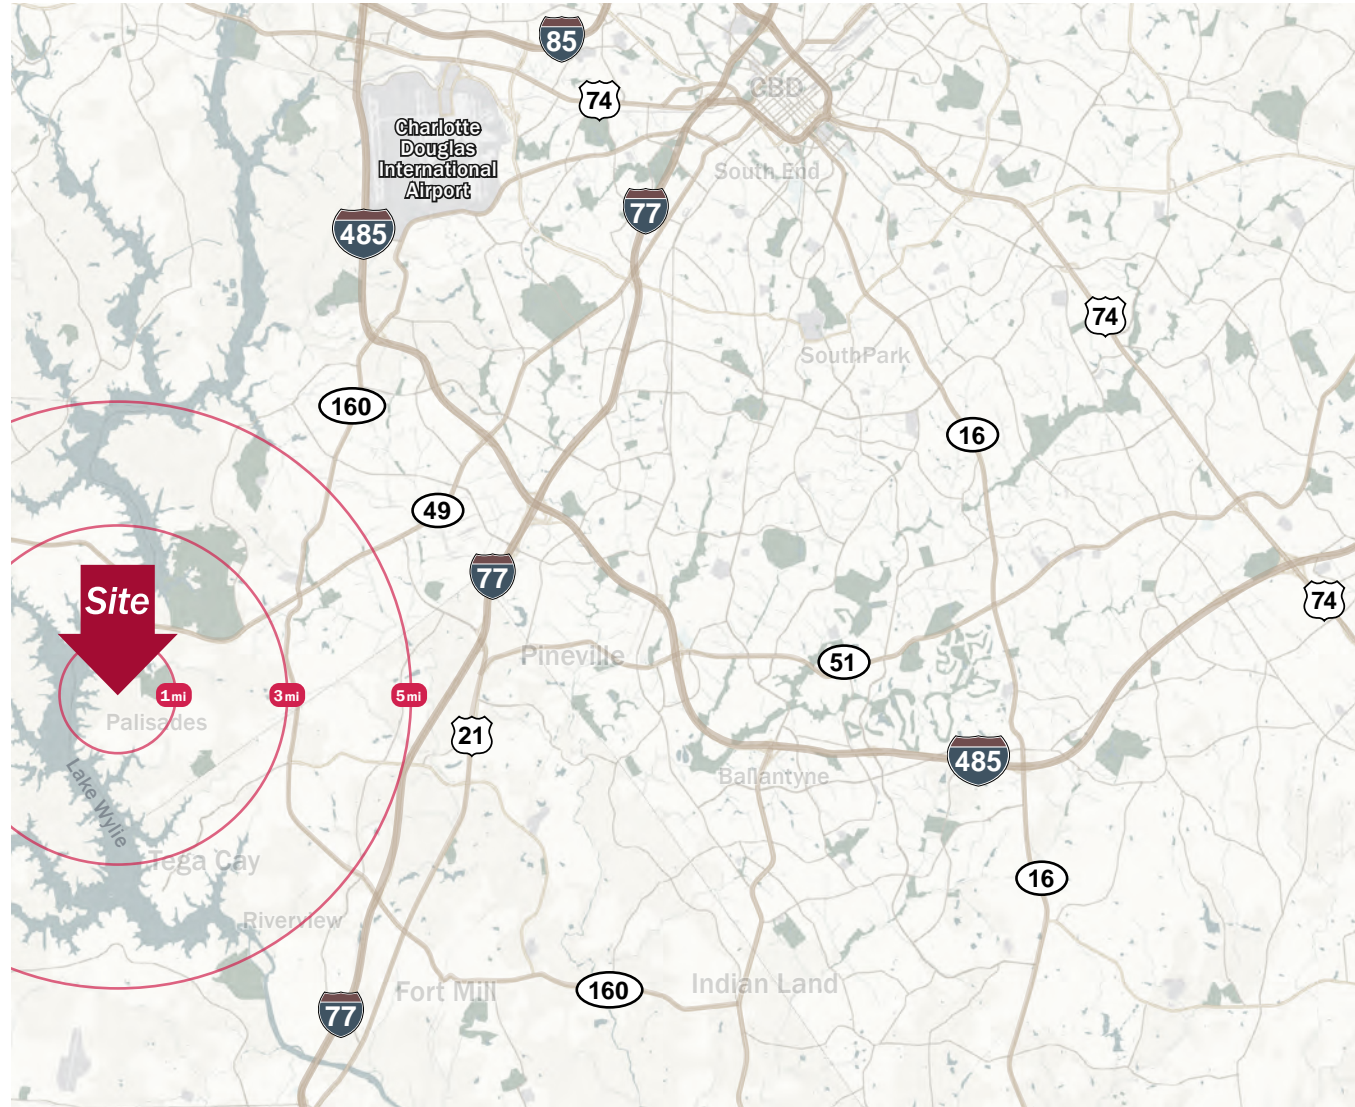 85
74
CBD
Charlotte
Douglas
International
Airport
South End
77
485
74
SouthPark
160
16
49
77
Site
74
Pineville
51
1mi
3mi
5mi
Palisades
21
485
Ballantyne
Lake Wylie
Tega Cay
16
Riverview
Fort Mill
160
Indian Land
77